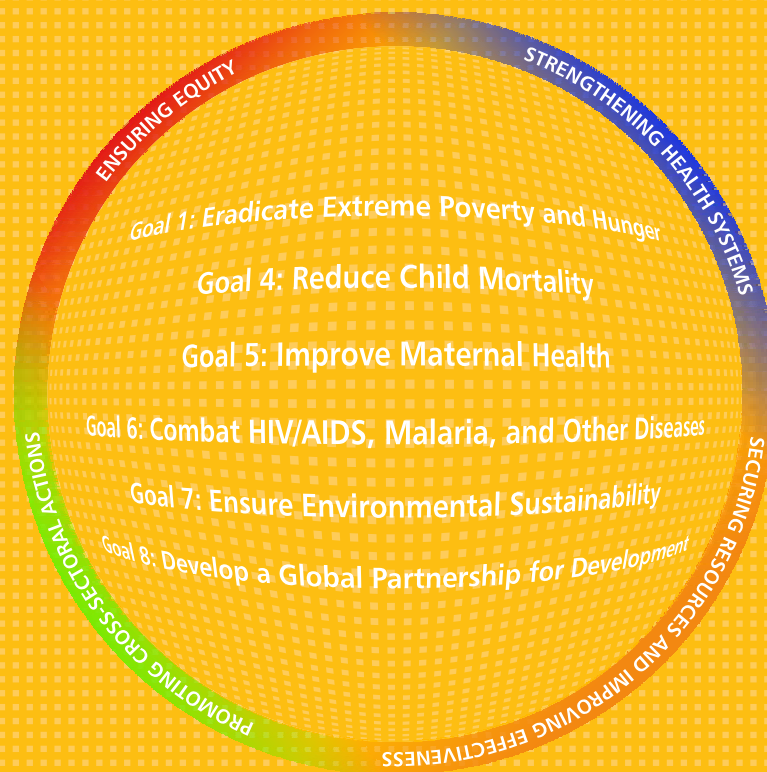 ENSURING EQUITY
STRENGTHENING HEALTH SYSTEMS
Goal 1: Eradicate Extreme Poverty and Hunger
Goal 4: Reduce Child Mortality
Goal 5: Improve Maternal Health
Goal 6: Combat HIV/AIDS, Malaria, and Other Diseases
Goal 7: Ensure Environmental Sustainability
Goal 8: Develop a Global Partnership for Development
SECURING RESOURCES AND IMPROVING EFFECTIVENESS
PROMOTING CROSS-SECTORAL ACTIONS